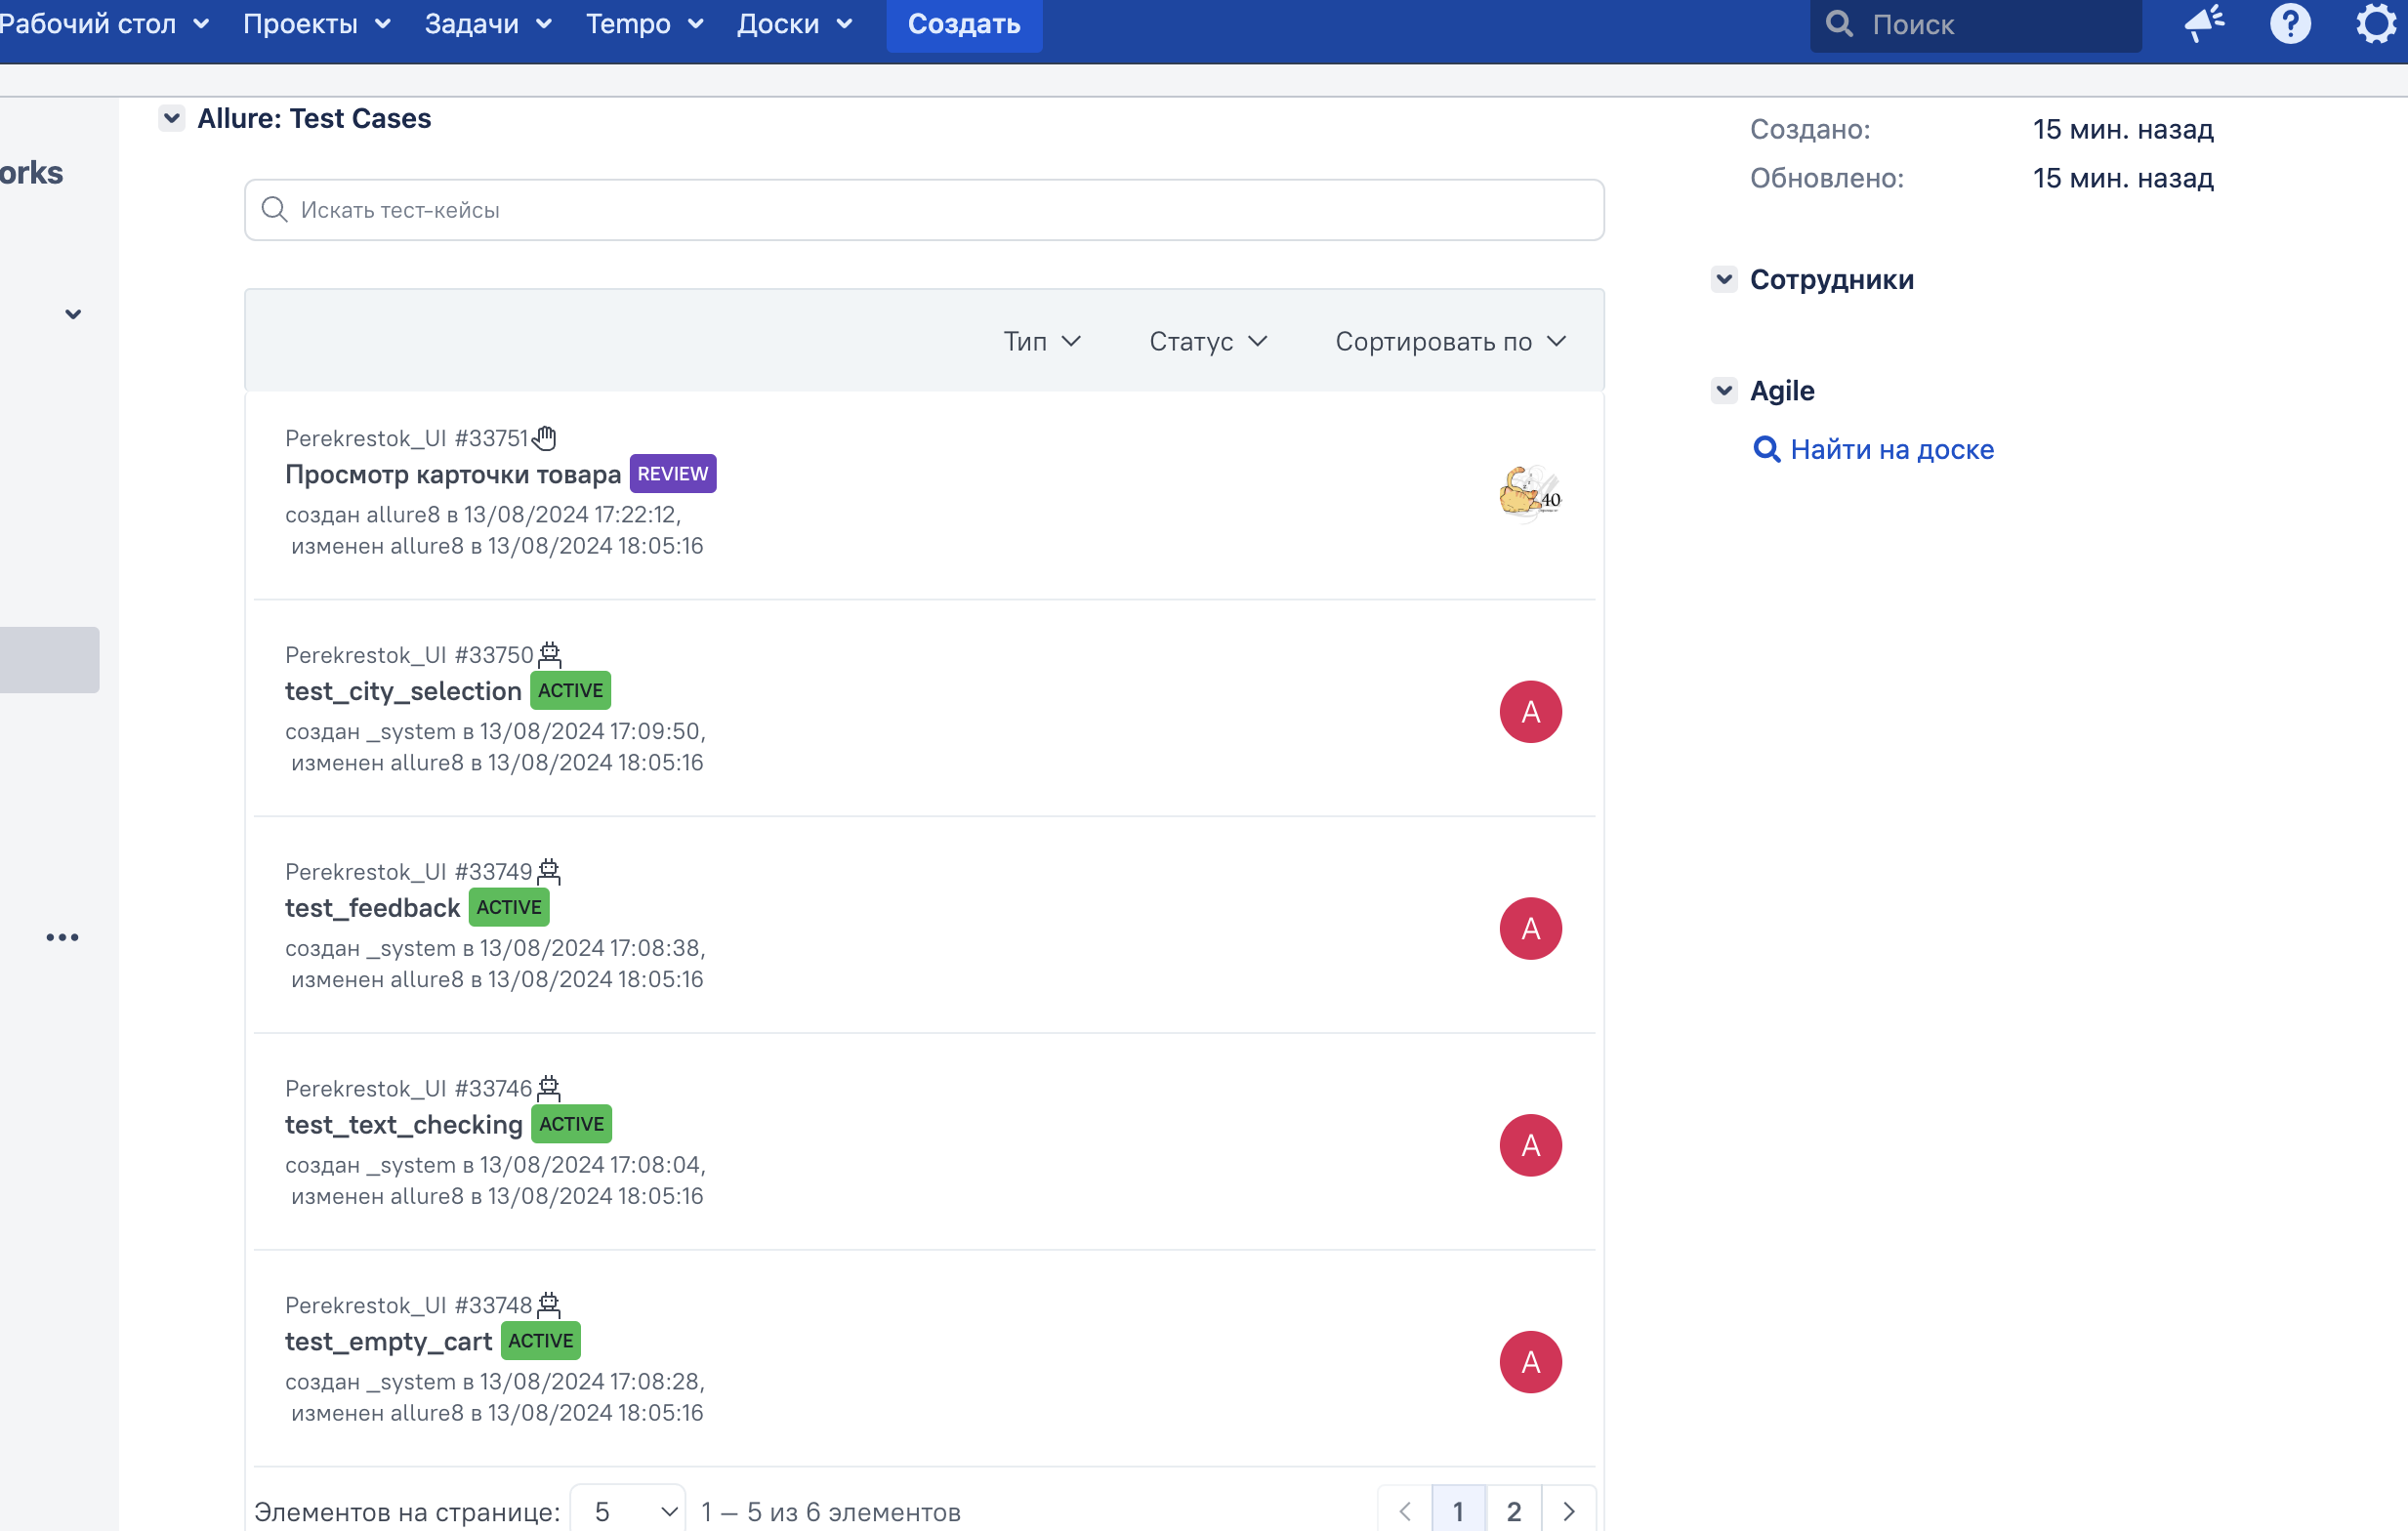 Рабочий стол Проекты Задачи Tempo Доски Создать Поиск
orks
Allure: Test Cases
Искать тест-кейсы
Тип Статус Сортировать по
Perekrestok_UI #33751
Просмотр карточки товара REVIEW
создан allure8 в 13/08/2024 17:22:12,
изменен allure8 в 13/08/2024 18:05:16
40
Perekrestok_UI #33750
test_city_selection ACTIVE
создан _system в 13/08/2024 17:09:50,
изменен allure8 в 13/08/2024 18:05:16
A
Perekrestok_UI #33749
test_feedback ACTIVE
создан _system в 13/08/2024 17:08:38,
изменен allure8 в 13/08/2024 18:05:16
A
Perekrestok_UI #33746
test_text_checking ACTIVE
создан _system в 13/08/2024 17:08:04,
изменен allure8 в 13/08/2024 18:05:16
A
Perekrestok_UI #33748
test_empty_cart ACTIVE
создан _system в 13/08/2024 17:08:28,
изменен allure8 в 13/08/2024 18:05:16
A
Элементов на странице: 5 1 – 5 из 6 элементов 1 2
Создано: 15 мин. назад
Обновлено: 15 мин. назад
Сотрудники
Agile
Найти на доске